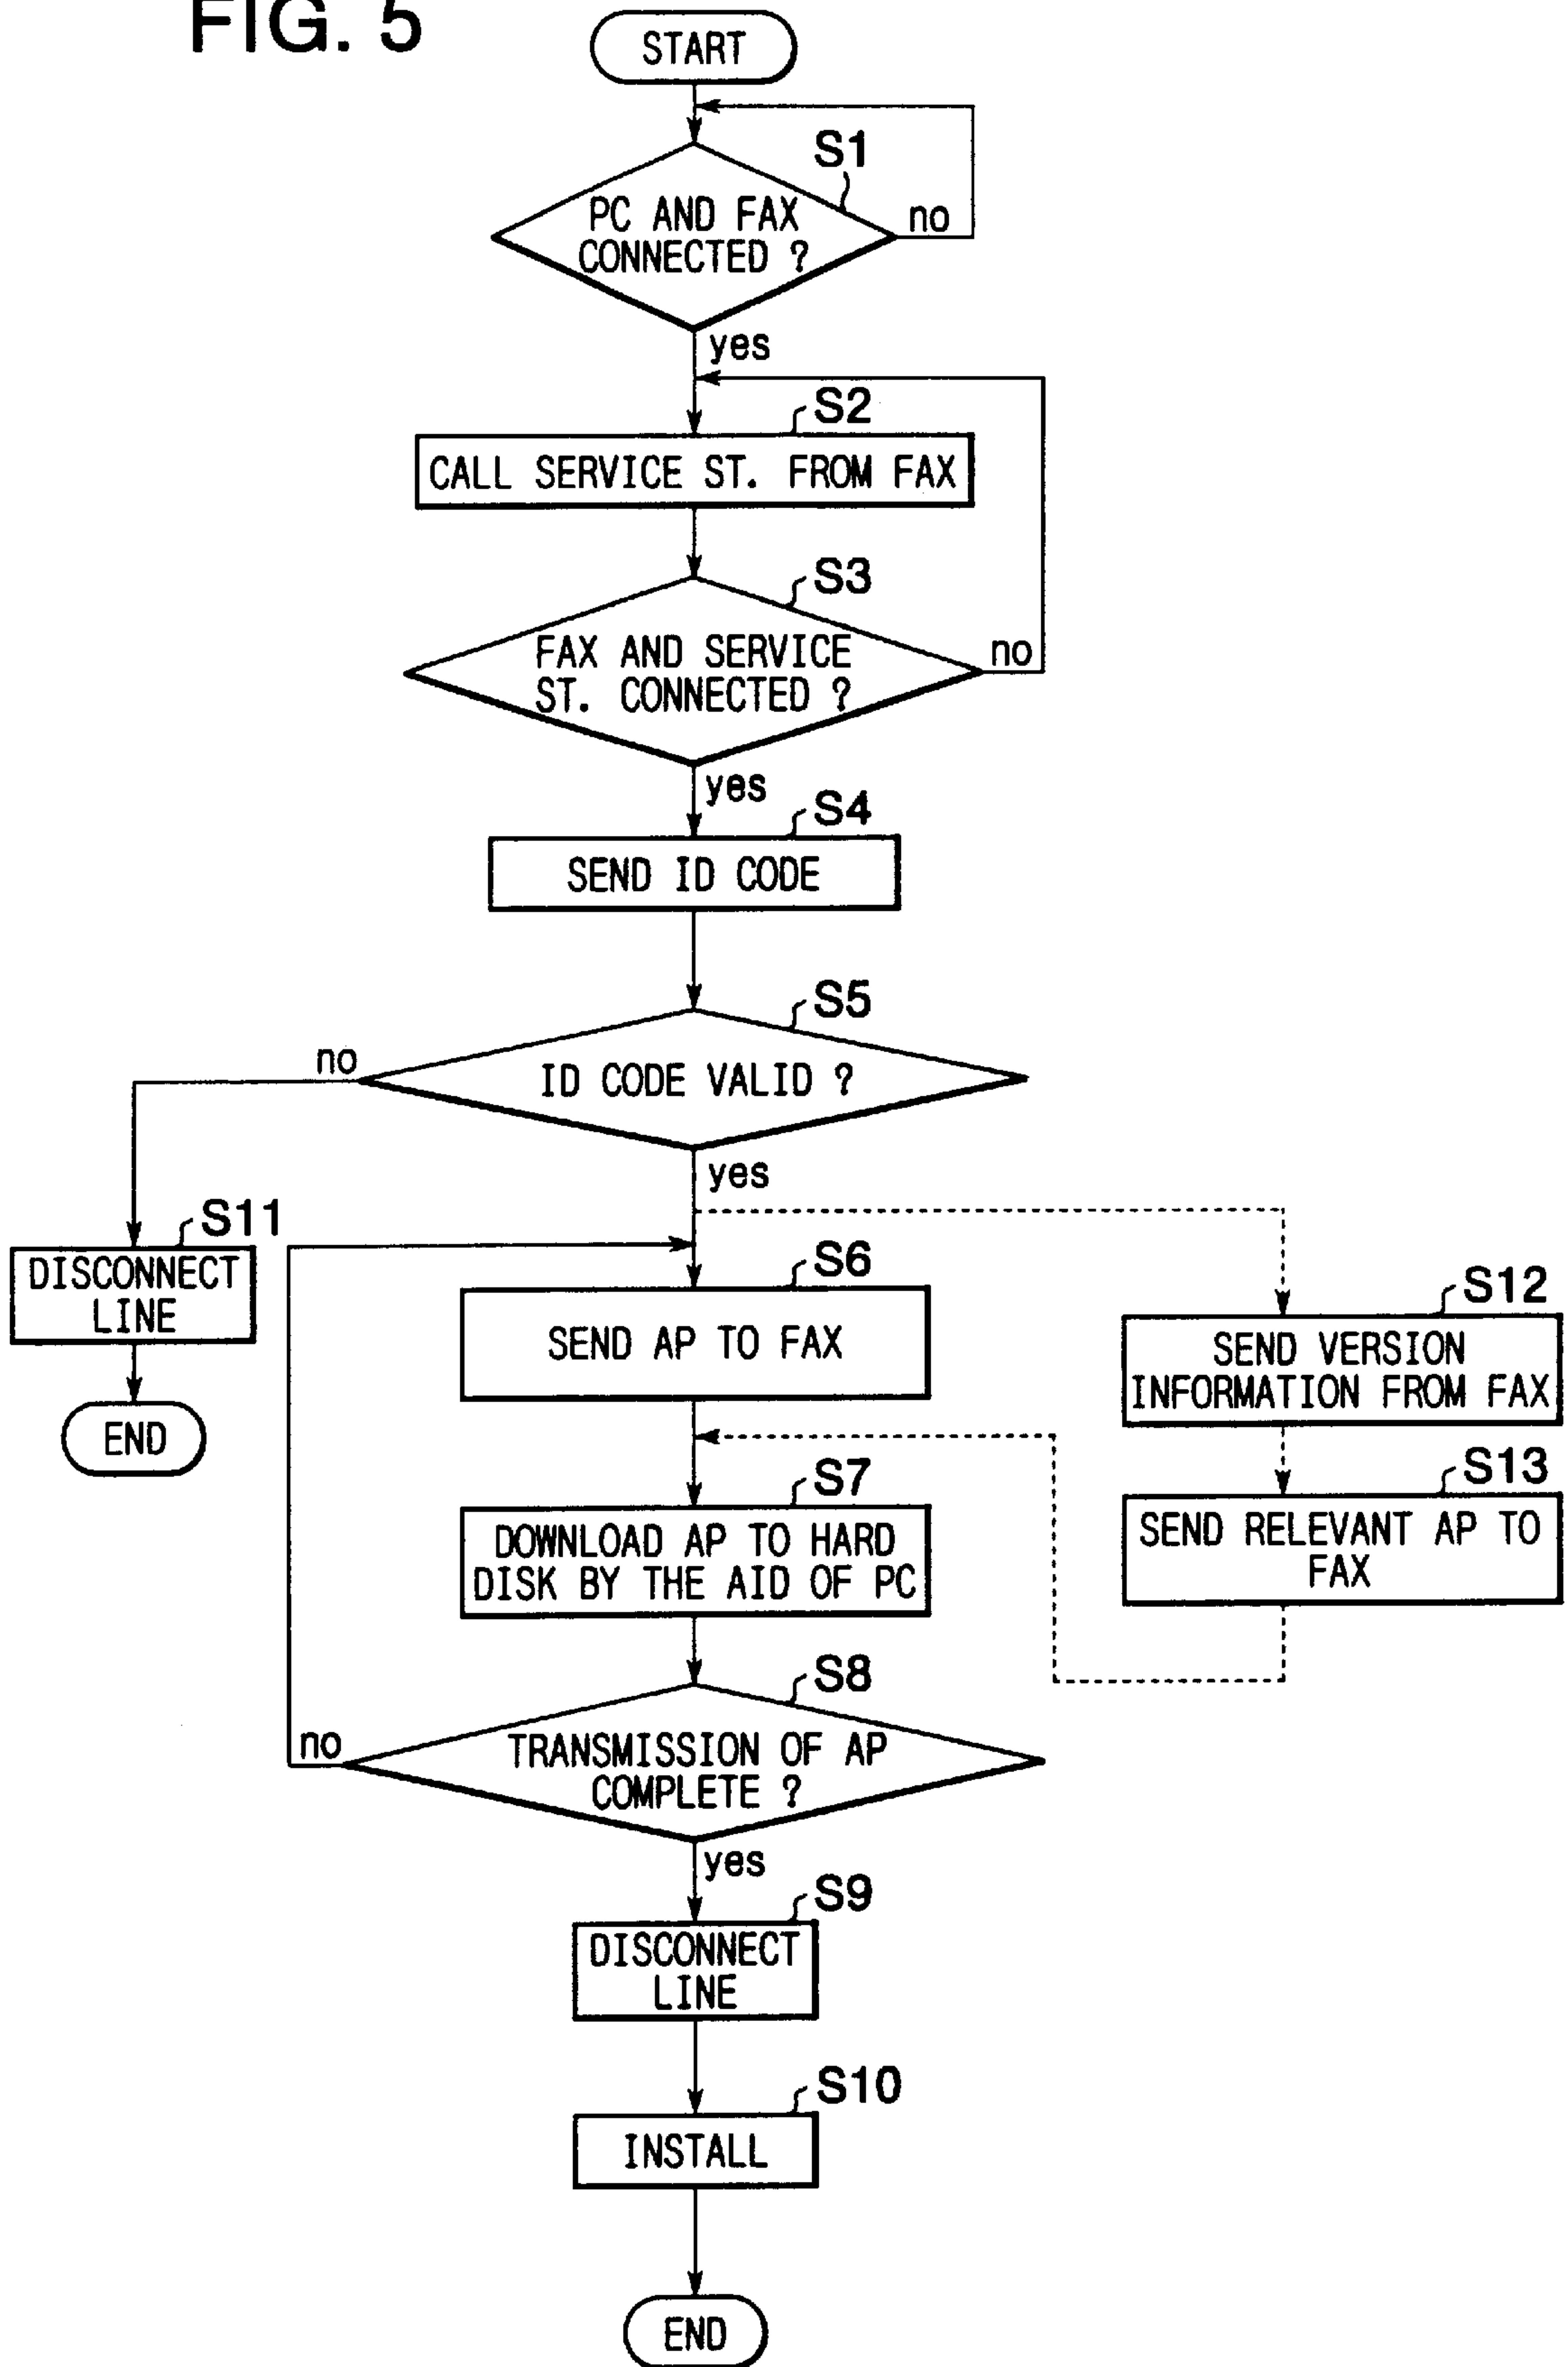 FIG. 5
START
S1
PC AND FAX
CONNECTED ?
no
yes
S2
CALL SERVICE ST. FROM FAX
S3
FAX AND SERVICE
ST. CONNECTED ?
no
yes
S4
SEND ID CODE
S5
no
ID CODE VALID ?
yes
S11
DISCONNECT
LINE
END
S6
SEND AP TO FAX
S12
SEND VERSION
INFORMATION FROM FAX
S7
DOWNLOAD AP TO HARD
DISK BY THE AID OF PC
S13
SEND RELEVANT AP TO
FAX
S8
no
TRANSMISSION OF AP
COMPLETE ?
yes
S9
DISCONNECT
LINE
S10
INSTALL
END